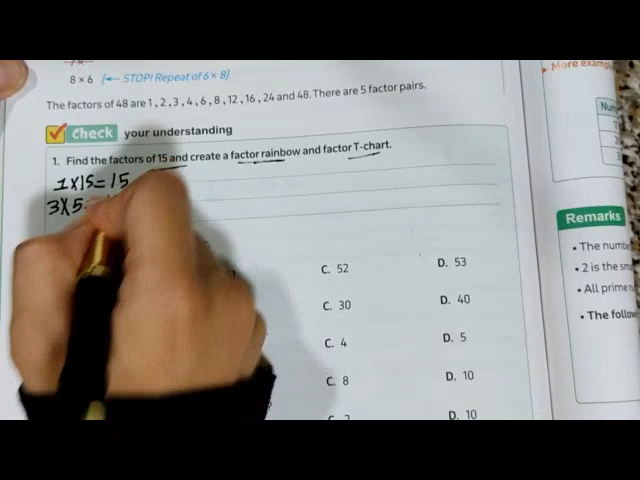 8 × 6 [← STOP! Repeat of 6 × 8]
The factors of 48 are 1 , 2 , 3 , 4 , 6 , 8 , 12 , 16 , 24 and 48. There are 5 factor pairs.
Check your understanding
1. Find the factors of 15 and create a factor rainbow and factor T-chart.
1 X 15 = 15
3 X 5 =
C. 52 D. 53
C. 30 D. 40
C. 4 D. 5
C. 8 D. 10
C. 2 D. 10
More
Remarks
• The
• 2 is the
• All prime
• The